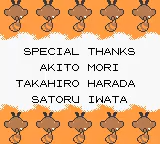 SPECIAL THANKS
AKITO MORI
TAKAHIRO HARADA
SATORU IWATA